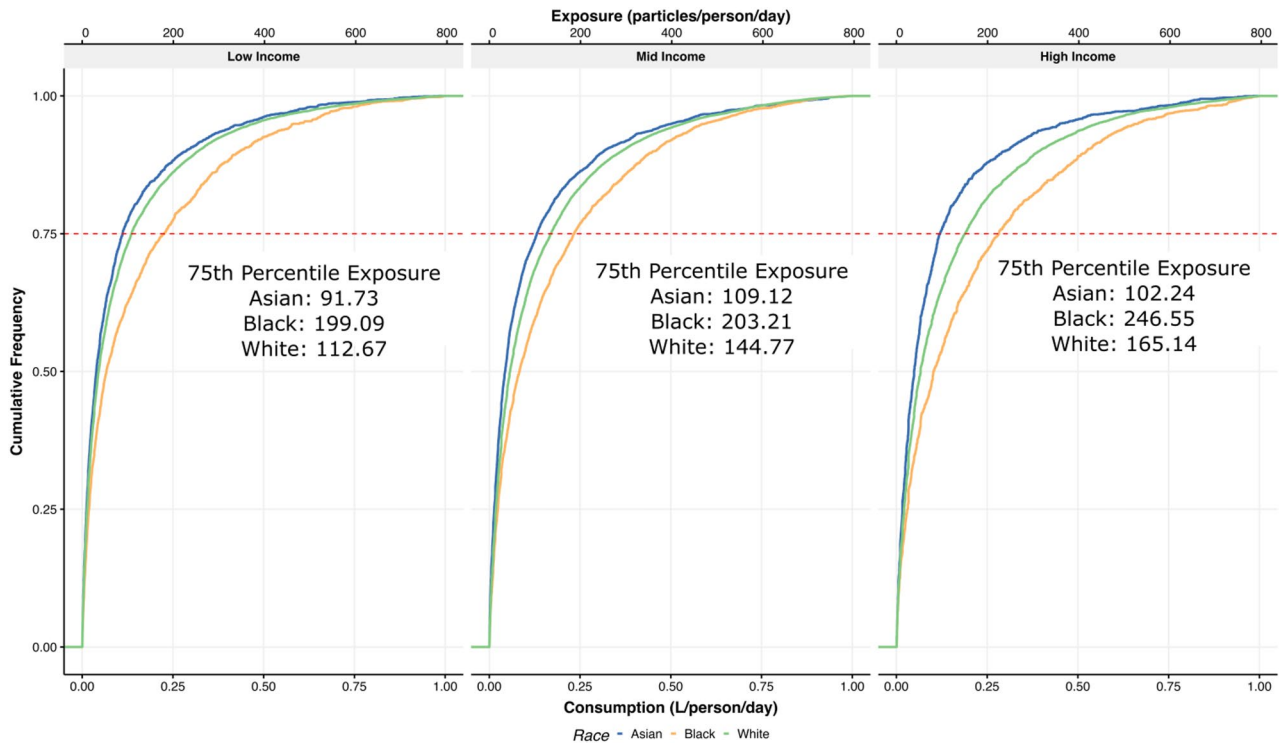 Exposure (particles/person/day)
0 200 400 600 800 0 200 400 600 800 0 200 400 600 800
Low Income Mid Income High Income
1.00
0.75
0.50
0.25
0.00
Cumulative Frequency
75th Percentile Exposure
Asian: 91.73
Black: 199.09
White: 112.67
75th Percentile Exposure
Asian: 109.12
Black: 203.21
White: 144.77
75th Percentile Exposure
Asian: 102.24
Black: 246.55
White: 165.14
0.00 0.25 0.50 0.75 1.00 0.00 0.25 0.50 0.75 1.00 0.00 0.25 0.50 0.75 1.00
Consumption (L/person/day)
Race Asian Black White